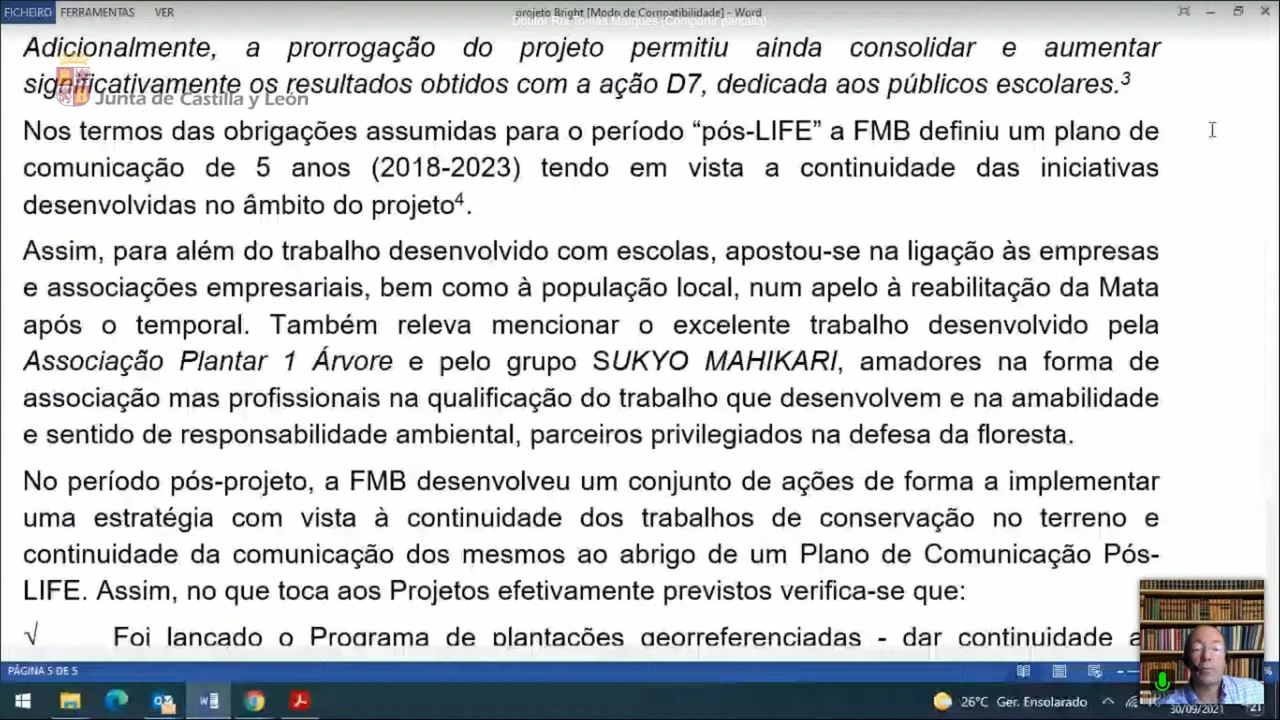 FICHEIRO FERRAMENTAS VER projeto Bright [Modo de Compatibilidade] - Word
Doutor Rui Tomás Marques (Compartir pantalla)
Adicionalmente, a prorrogação do projeto permitiu ainda consolidar e aumentar
significativamente os resultados obtidos com a ação D7, dedicada aos públicos escolares.³
Junta de Castilla y León
Nos termos das obrigações assumidas para o período “pós-LIFE” a FMB definiu um plano de
comunicação de 5 anos (2018-2023) tendo em vista a continuidade das iniciativas
desenvolvidas no âmbito do projeto⁴.
Assim, para além do trabalho desenvolvido com escolas, apostou-se na ligação às empresas
e associações empresariais, bem como à população local, num apelo à reabilitação da Mata
após o temporal. Também releva mencionar o excelente trabalho desenvolvido pela
Associação Plantar 1 Árvore e pelo grupo SUKYO MAHIKARI, amadores na forma de
associação mas profissionais na qualificação do trabalho que desenvolvem e na amabilidade
e sentido de responsabilidade ambiental, parceiros privilegiados na defesa da floresta.
No período pós-projeto, a FMB desenvolveu um conjunto de ações de forma a implementar
uma estratégia com vista à continuidade dos trabalhos de conservação no terreno e
continuidade da comunicação dos mesmos ao abrigo de um Plano de Comunicação Pós-
LIFE. Assim, no que toca aos Projetos efetivamente previstos verifica-se que:
√ Foi lançado o Programa de plantações georreferenciadas - dar continuidade
PÁGINA 5 DE 5 %
26°C Ger. Ensolarado
30/09/2021